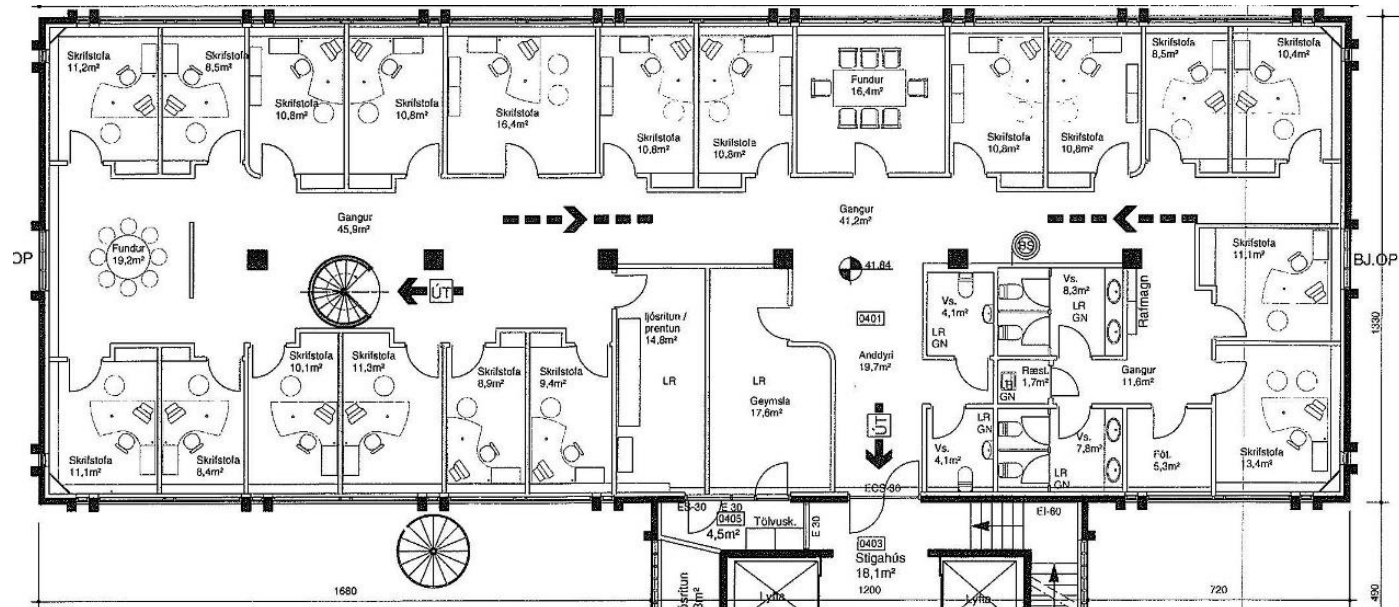 Skrifstofa
11,2m²
Skrifstofa
8,5m²
Skrifstofa
10,8m²
Skrifstofa
10,8m²
Skrifstofa
16,4m²
Skrifstofa
10,8m²
Skrifstofa
10,8m²
Fundur
16,4m²
Skrifstofa
10,8m²
Skrifstofa
10,8m²
Skrifstofa
8,5m²
Skrifstofa
10,4m²
Gangur
45,9m²
Gangur
41,2m²
Fundur
19,2m²
OP
ÚT
BS
41.84
Skrifstofa
11,1m²
BJ.OP
1330
ljósritun /
prentun
14,8m²
LR
LR
Geymsla
17,6m²
0401
Anddyri
19,7m²
ÚT
Vs.
4,1m²
LR
GN
Vs.
8,3m²
LR
GN
Rafmagn
Ræst.
1,7m²
GN
Gangur
11,6m²
Skrifstofa
10,1m²
Skrifstofa
11,3m²
Skrifstofa
8,9m²
Skrifstofa
9,4m²
Skrifstofa
11,1m²
Skrifstofa
8,4m²
LR
GN
Vs.
4,1m²
Vs.
7,8m²
LR
GN
Föt.
5,3m²
Skrifstofa
13,4m²
ES-30
E 30
ECS-30
0405
4,5m²
Tölvusk.
E 30
0403
Stigahús
18,1m²
EI-60
1680
Lyfta
1200
Lyfta
720
490